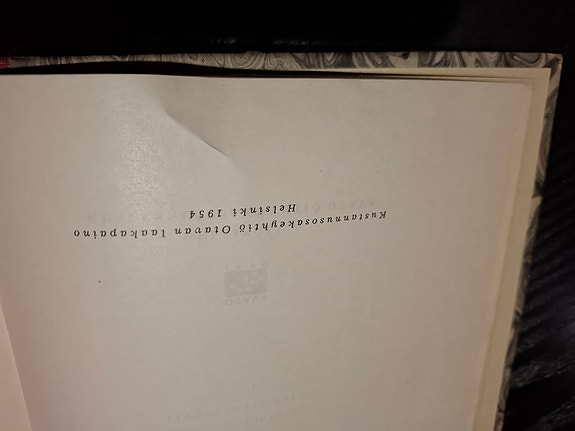 Kustannusosakeyhtiö Otavan laakapaino
Helsinki 1954